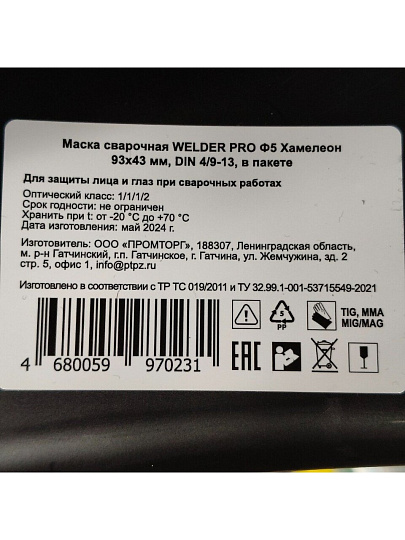 Маска сварочная WELDER PRO Ф5 Хамелеон
93x43 мм, DIN 4/9-13, в пакете
Для защиты лица и глаз при сварочных работах
Оптический класс: 1/1/1/2
Срок годности: не ограничен
Хранить при t: от -20 °C до +70 °C
Дата изготовления: май 2024 г.
Изготовитель: ООО «ПРОМТОРГ», 188307, Ленинградская область,
м. р-н Гатчинский, г.п. Гатчинское, г. Гатчина, ул. Жемчужина, зд. 2
стр. 5, офис 1, info@ptpz.ru
Изготовлено в соответствии с ТР ТС 019/2011 и ТУ 32.99.1-001-53715549-2021
5
PP
TIG, MMA
MIG/MAG
EAC
4 680059 970231